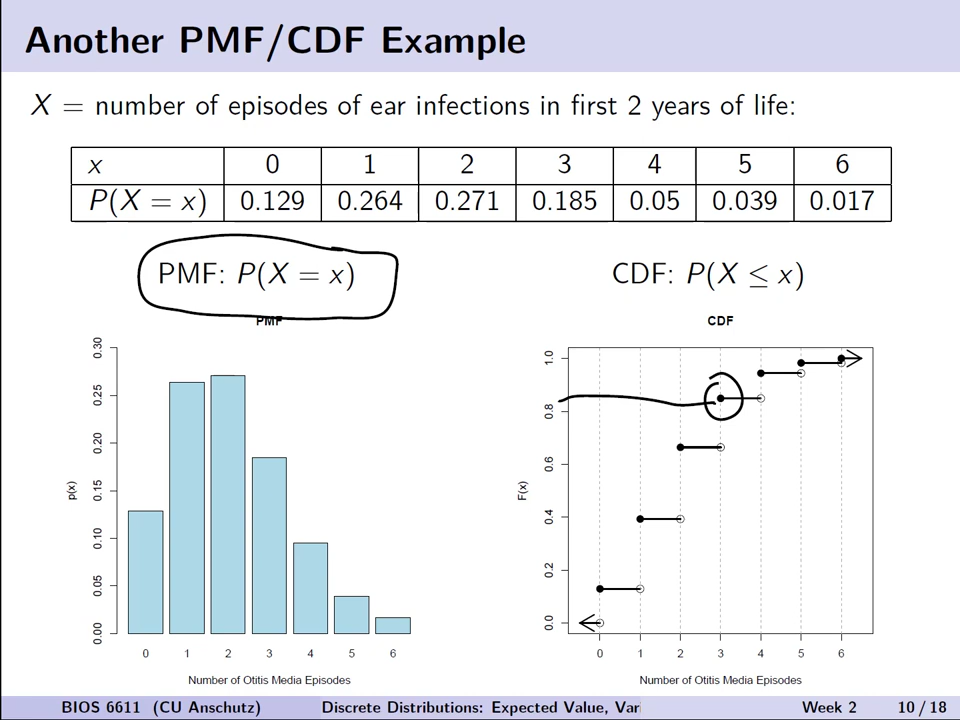 Another PMF/CDF Example
X = number of episodes of ear infections in first 2 years of life:
x 0 1 2 3 4 5 6
P(X = x) 0.129 0.264 0.271 0.185 0.05 0.039 0.017
PMF: P(X = x)
CDF: P(X ≤ x)
PMF
0.30
0.25
0.20
0.15
0.10
0.05
0.00
p(x)
0 1 2 3 4 5 6
Number of Otitis Media Episodes
CDF
1.0
0.8
0.6
0.4
0.2
0.0
F(x)
0 1 2 3 4 5 6
Number of Otitis Media Episodes
BIOS 6611 (CU Anschutz) Discrete Distributions: Expected Value, Vari Week 2 10 / 18